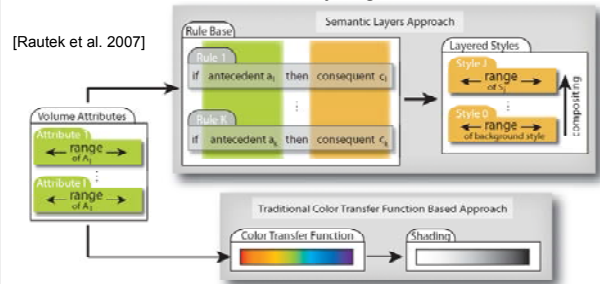 [Rautek et al. 2007]
Semantic Layers Approach
Rule Base
Rule 1
if antecedent a1 then consequent c1
⋮
Rule K
if antecedent ak then consequent ck
Layered Styles
Style J
range
of Sj
⋮
Style 0
range
of background style
compositing
Volume Attributes
Attribute 1
range
of A1
⋮
Attribute I
range
of AI
Traditional Color Transfer Function Based Approach
Color Transfer Function
Shading